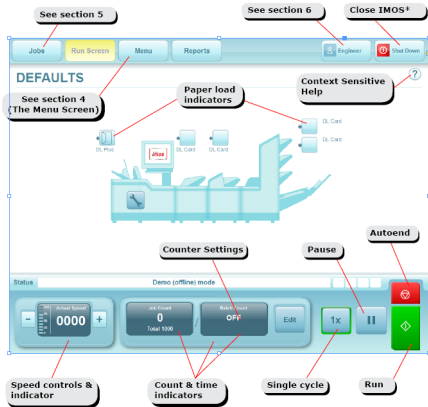 See section 5
See section 6
Close IMOS*
Jobs
Run Screen
Menu
Reports
Engineer
Shut Down
DEFAULTS
?
Context Sensitive
Help
See section 4
(The Menu Screen)
Paper load
indicators
DL Plus
DL Card
DL Card
DL Card
DL Card
Counter Settings
Pause
Autoend
Status
Demo (offline) mode
Actual Speed
-
0000
+
Job Count
0
Total 1000
/
Batch Count
OFF
Edit
1x
Speed controls &
indicator
Count & time
indicators
Single cycle
Run